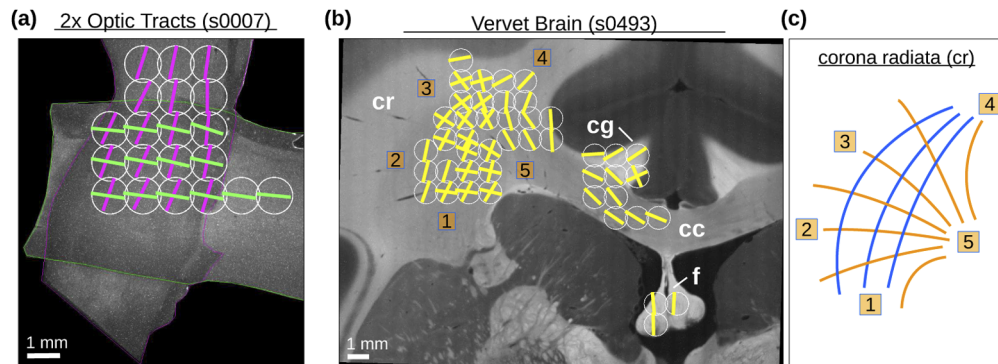 (a) 2x Optic Tracts (s0007)
1 mm
(b) Vervet Brain (s0493)
4
3
cr
cg
2
5
1
cc
f
1 mm
(c)
corona radiata (cr)
4
3
2
5
1